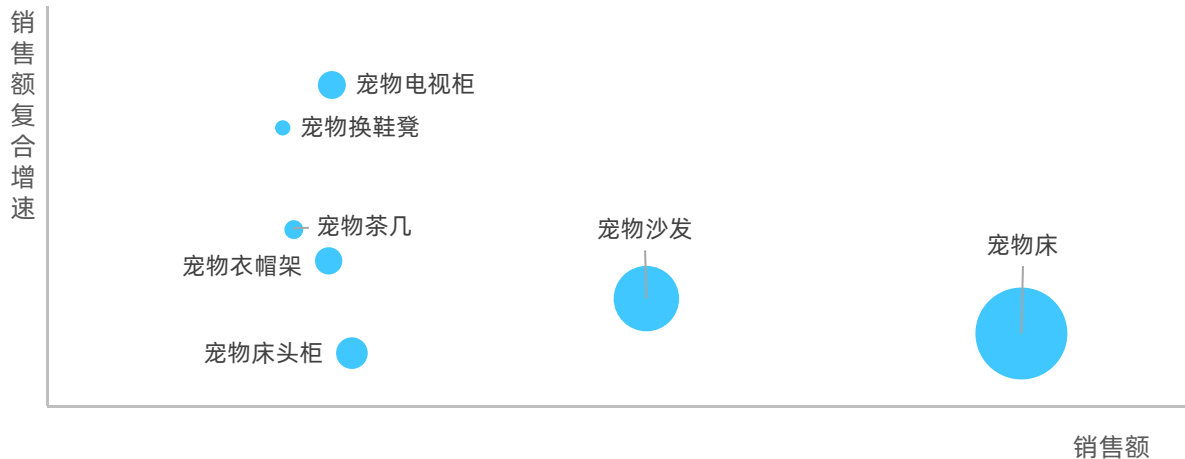 销售额复合增速
宠物电视柜
宠物换鞋凳
宠物茶几
宠物沙发
宠物床
宠物衣帽架
宠物床头柜
销售额